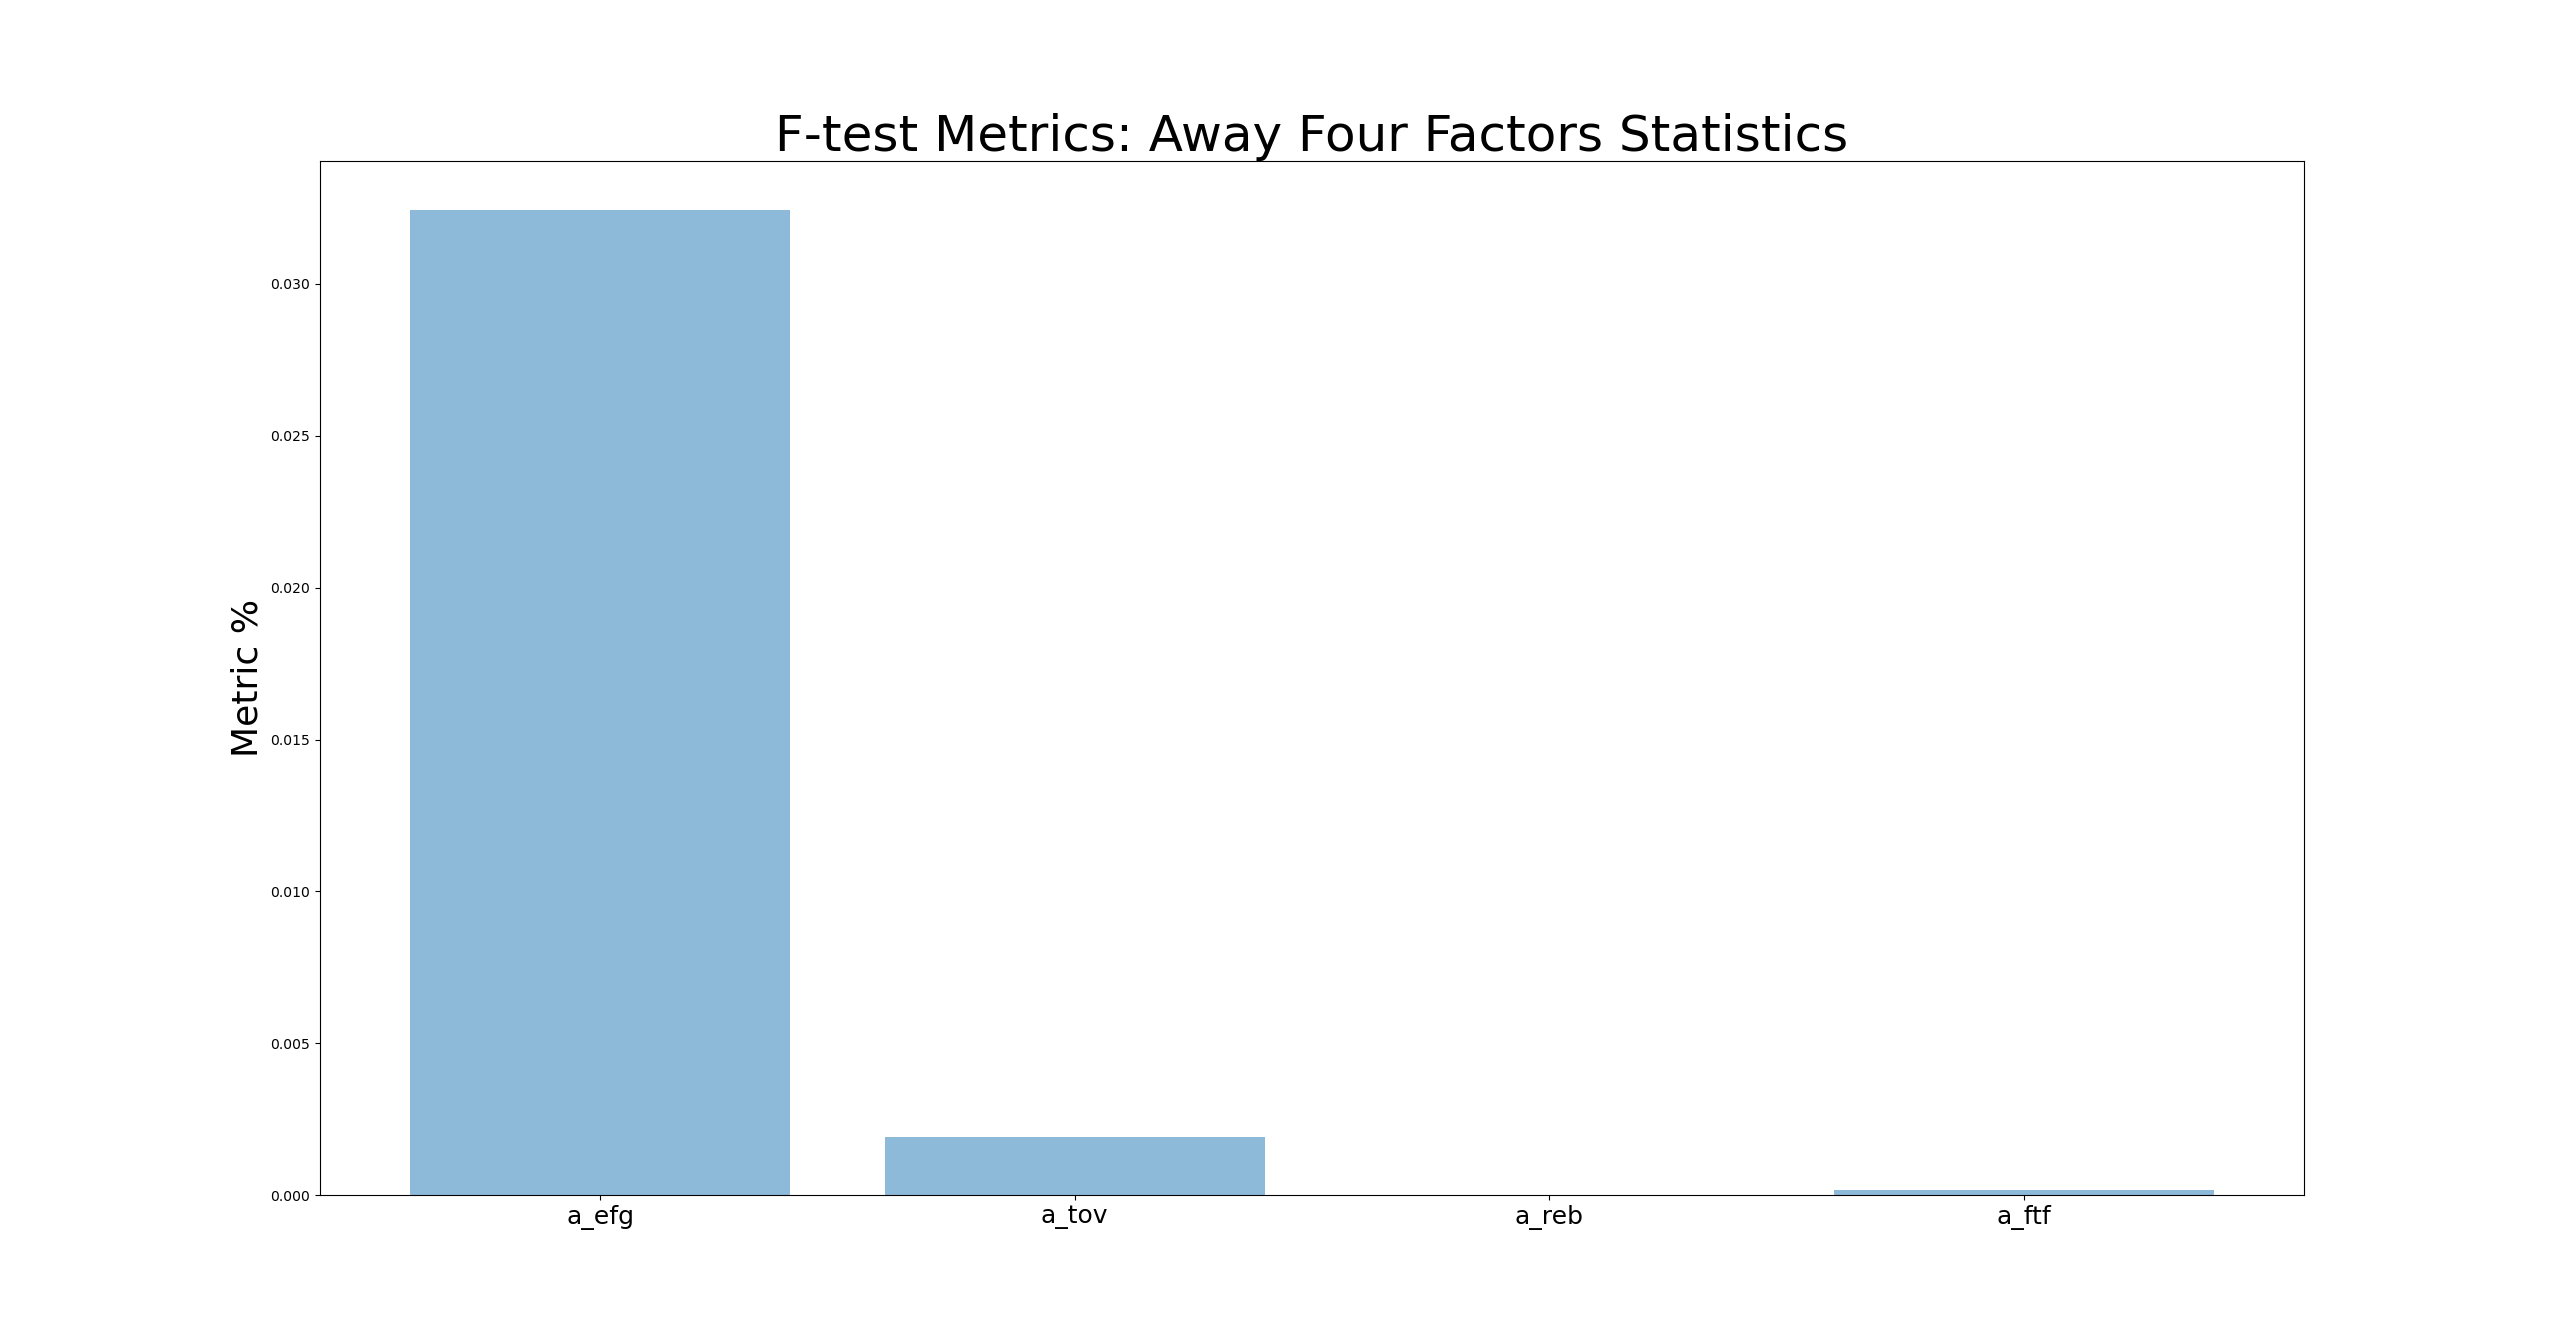 F-test Metrics: Away Four Factors Statistics
Metric %
0.030
0.025
0.020
0.015
0.010
0.005
0.000
a_efg a_tov a_reb a_ftf